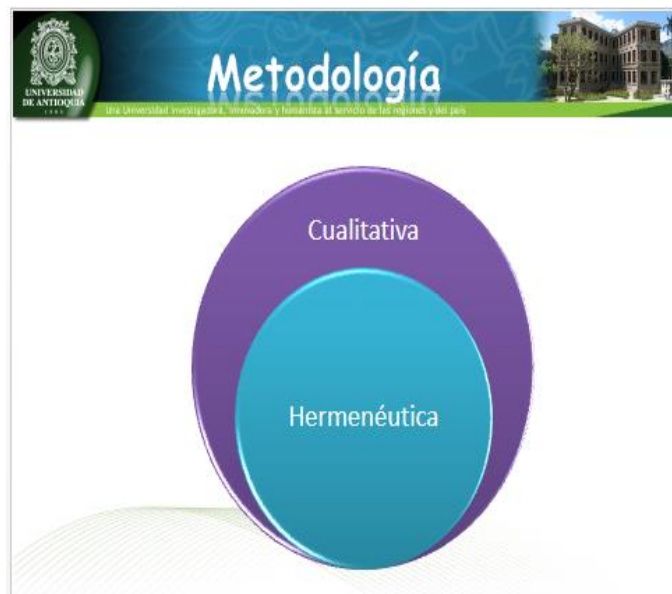 UNIVERSIDAD
DE ANTIOQUIA
1803
Metodología
Una Universidad investigadora, innovadora y humanista al servicio de las regiones y del país
Cualitativa
Hermenéutica